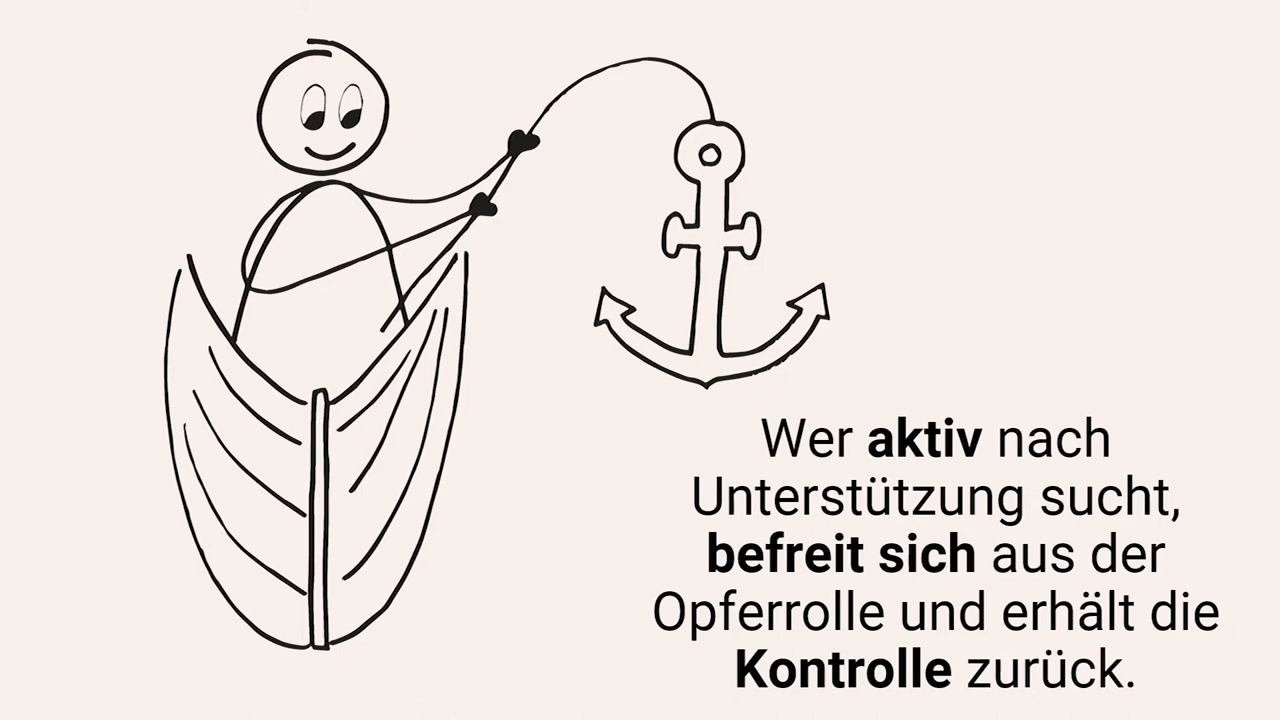 Wer aktiv nach
Unterstützung sucht,
befreit sich aus der
Opferrolle und erhält die
Kontrolle zurück.